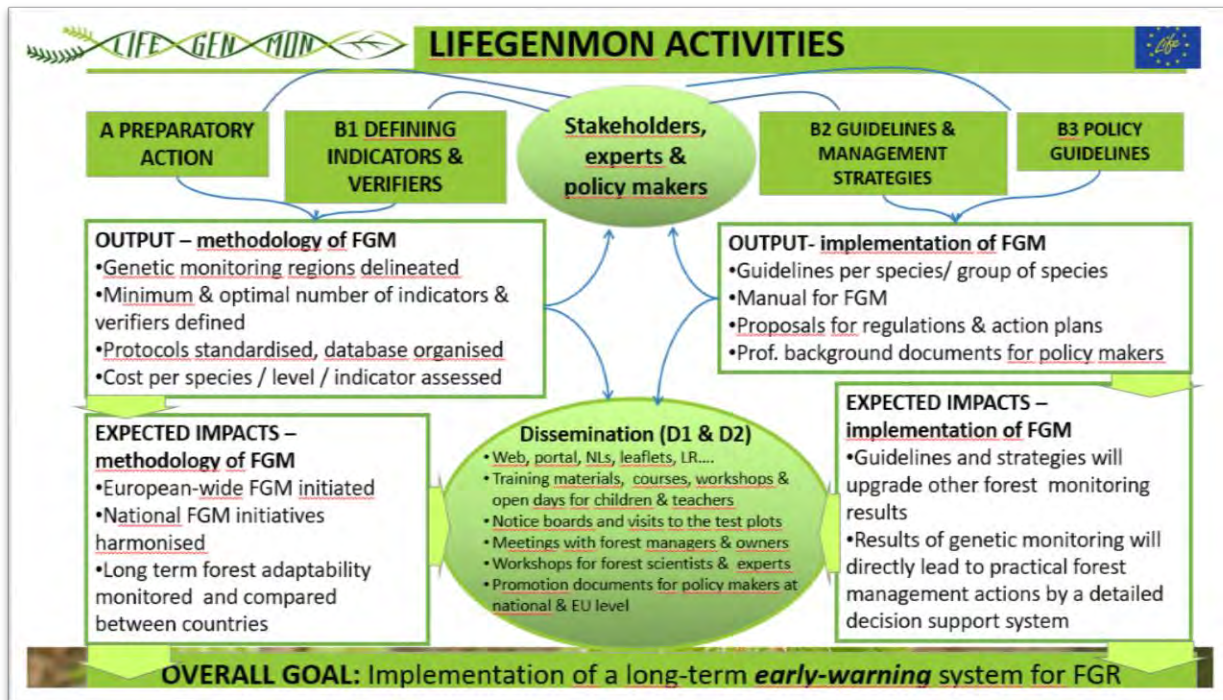 LIFE GEN MON
LIFEGENMON ACTIVITIES
Life
A PREPARATORY
ACTION
B1 DEFINING
INDICATORS &
VERIFIERS
Stakeholders,
experts &
policy makers
B2 GUIDELINES &
MANAGEMENT
STRATEGIES
B3 POLICY
GUIDELINES
OUTPUT – methodology of FGM
•Genetic monitoring regions delineated
•Minimum & optimal number of indicators &
verifiers defined
•Protocols standardised, database organised
•Cost per species / level / indicator assessed
OUTPUT- implementation of FGM
•Guidelines per species/ group of species
•Manual for FGM
•Proposals for regulations & action plans
•Prof. background documents for policy makers
EXPECTED IMPACTS –
methodology of FGM
•European-wide FGM initiated
•National FGM initiatives
harmonised
•Long term forest adaptability
monitored and compared
between countries
Dissemination (D1 & D2)
• Web, portal, NLs, leaflets, LR....
• Training materials, courses, workshops &
open days for children & teachers
• Notice boards and visits to the test plots
• Meetings with forest managers & owners
• Workshops for forest scientists & experts
• Promotion documents for policy makers at
national & EU level
EXPECTED IMPACTS –
implementation of FGM
•Guidelines and strategies will
upgrade other forest monitoring
results
•Results of genetic monitoring will
directly lead to practical forest
management actions by a detailed
decision support system
OVERALL GOAL: Implementation of a long-term early-warning system for FGR